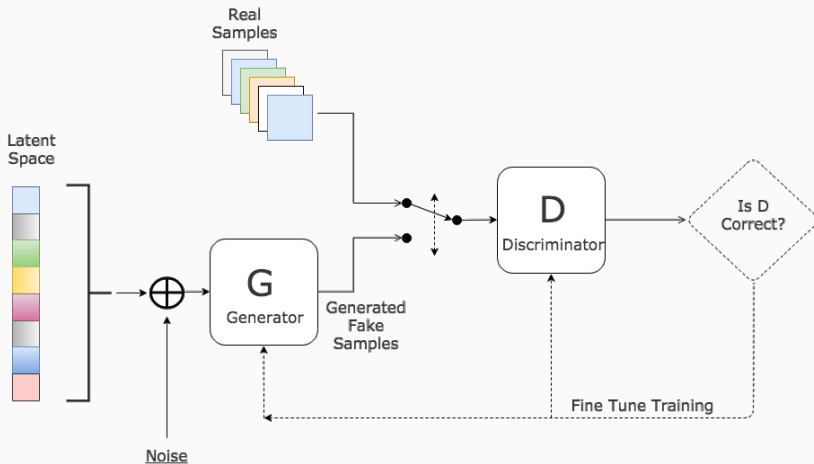 Real
Samples
Latent
Space
D
Discriminator
Is D
Correct?
G
Generator
Generated
Fake
Samples
Fine Tune Training
Noise